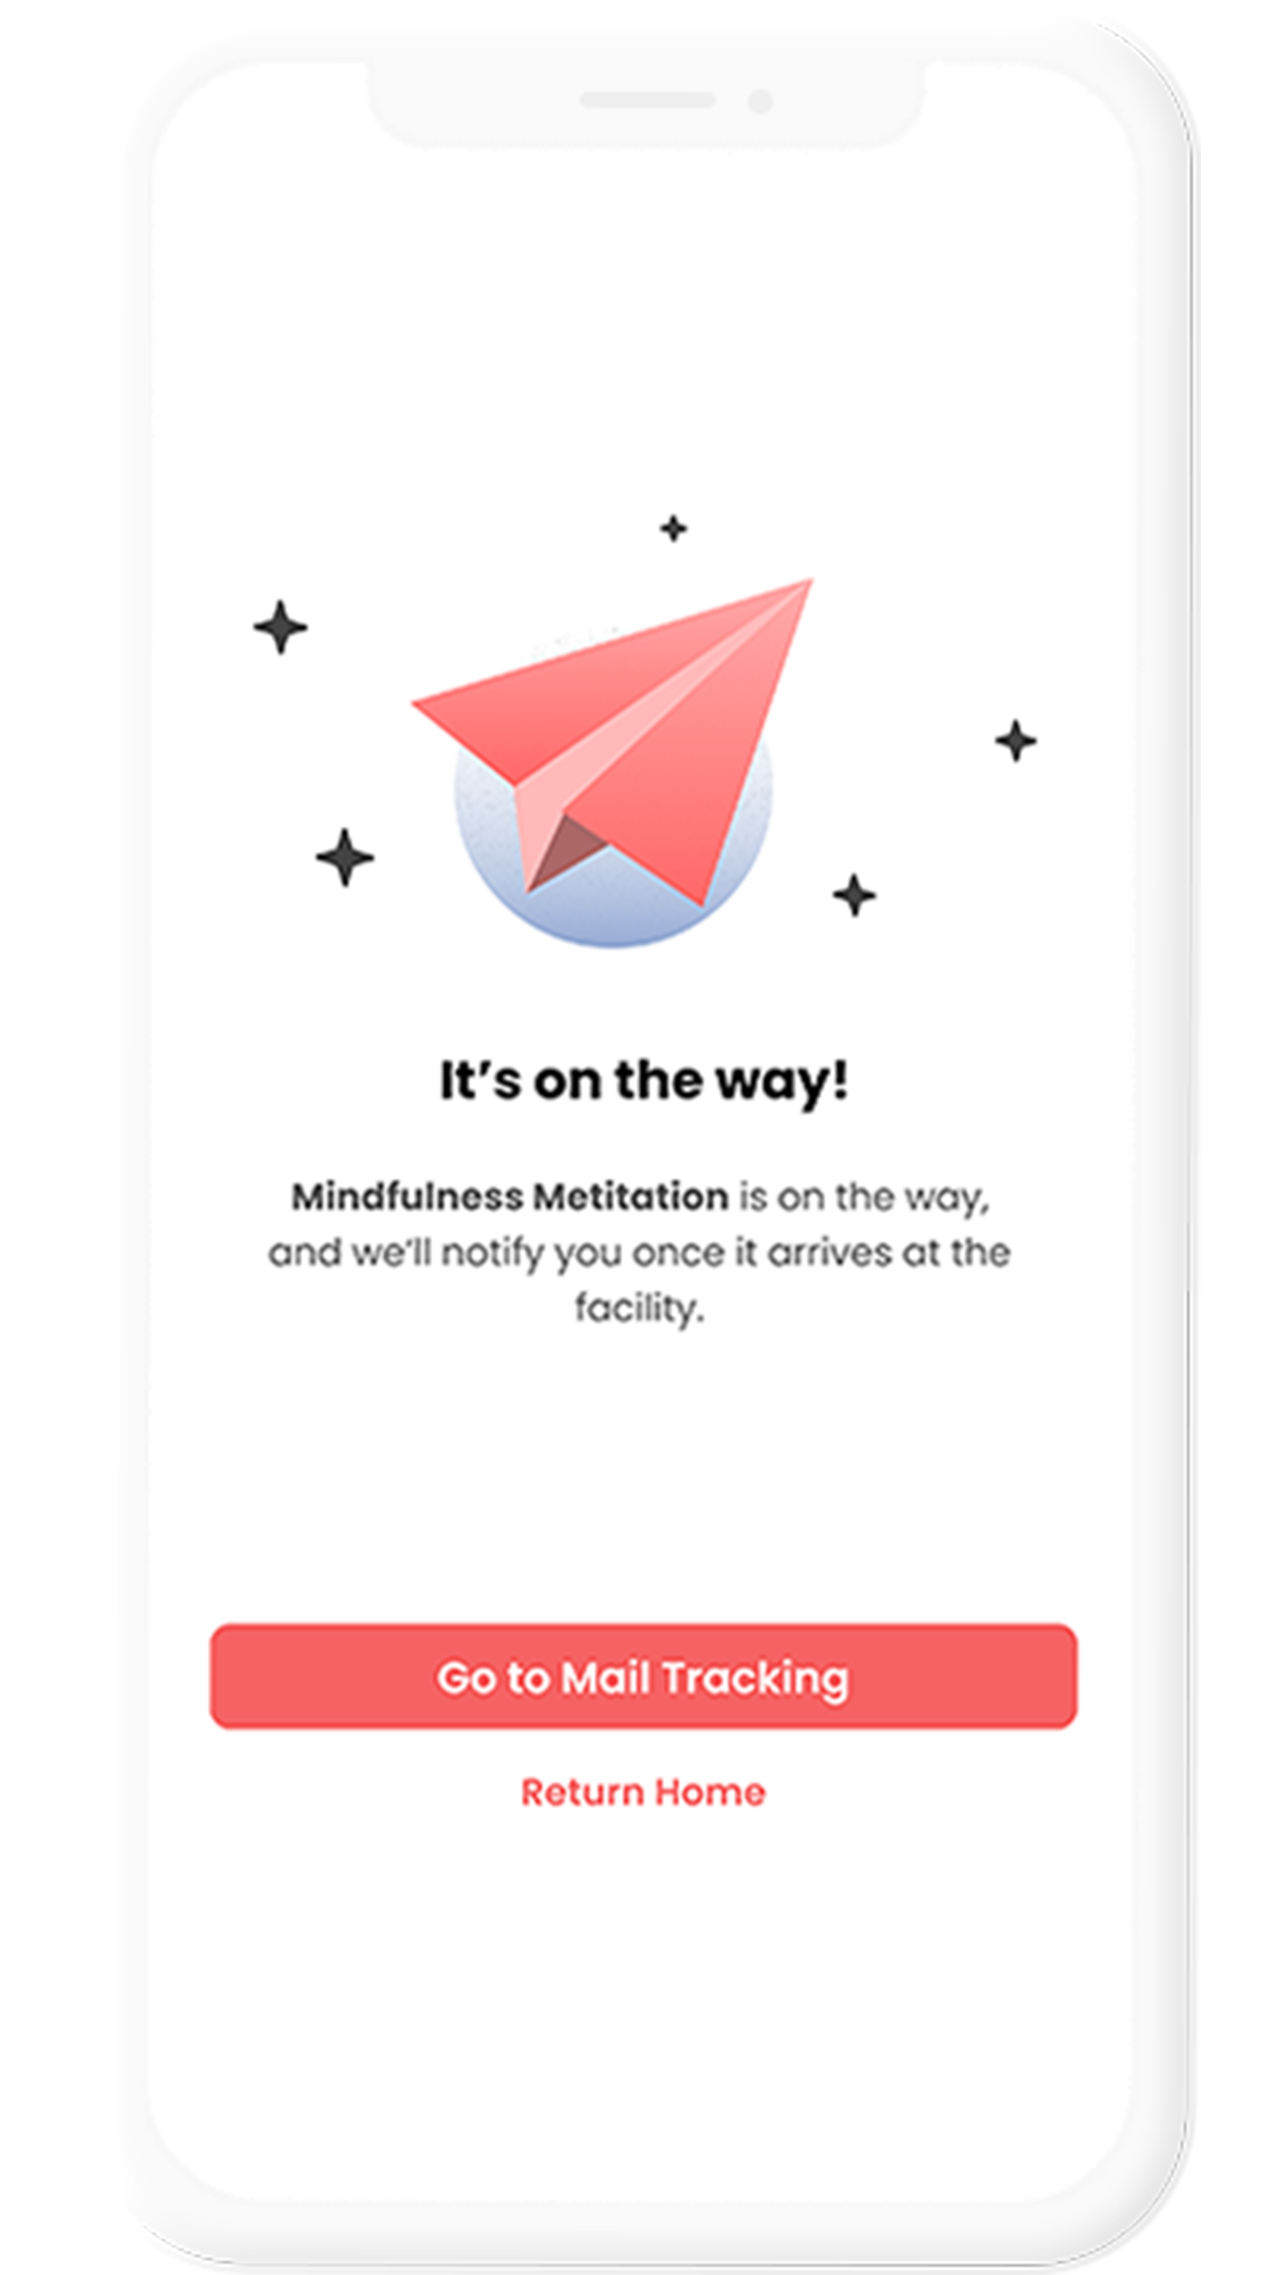 It’s on the way!
Mindfulness Metitation is on the way,
and we’ll notify you once it arrives at the
facility.
Go to Mail Tracking
Return Home